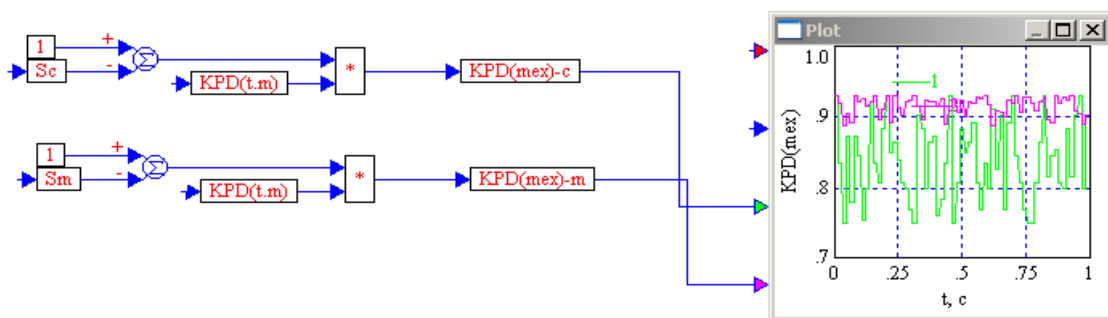 1
+
Sc
-
Σ
KPD(t.m)
*
KPD(mex)-c
1
+
Sm
-
Σ
KPD(t.m)
*
KPD(mex)-m
Plot
KPD(mex)
1.0
.9
.8
.7
1
0 .25 .5 .75 1
t, c